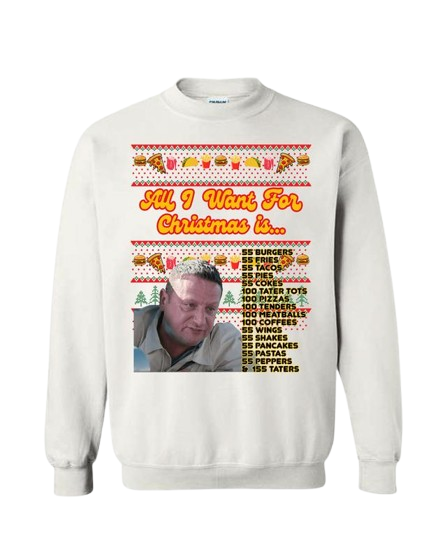 All I Want For
Christmas is...
55 BURGERS
55 FRIES
55 TACOS
55 PIES
55 COKES
100 TATER TOTS
100 PIZZAS
100 TENDERS
100 MEATBALLS
100 COFFEES
55 WINGS
55 SHAKES
55 PANCAKES
55 PASTAS
55 PEPPERS
& 155 TATERS